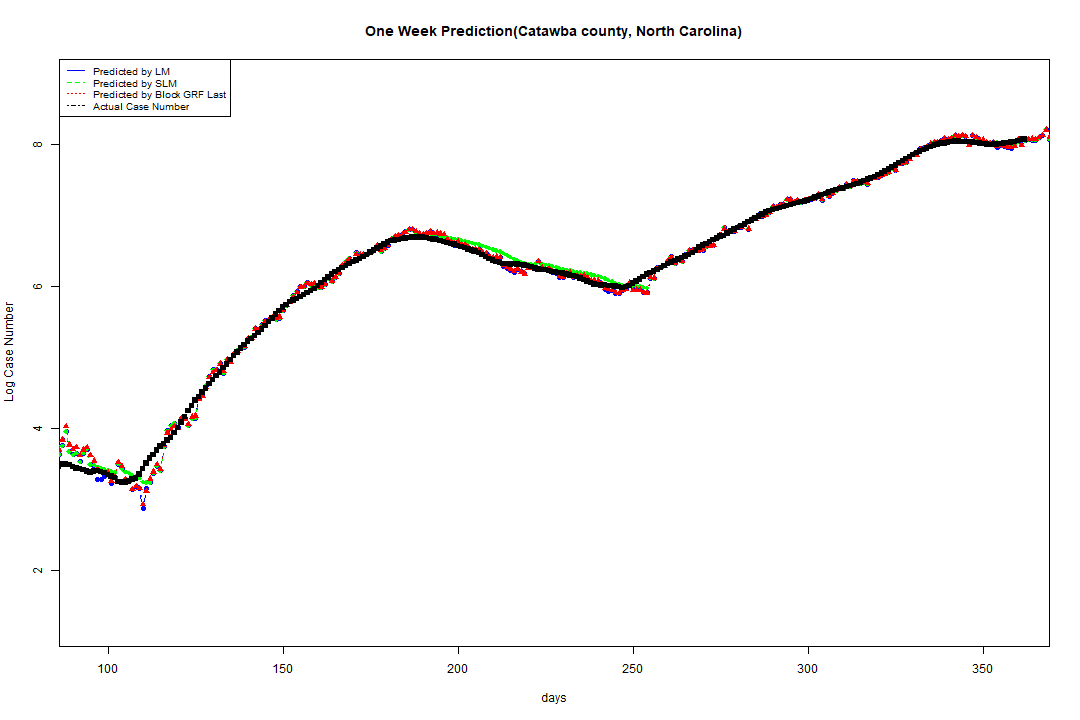 One Week Prediction(Catawba county, North Carolina)
Predicted by LM
Predicted by SLM
Predicted by Block GRF Last
Actual Case Number
8
6
4
2
Log Case Number
100 150 200 250 300 350
days